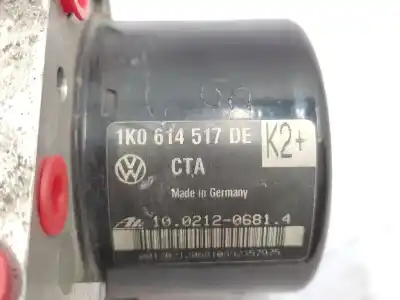 1K0 614 517 DE K2+
CTA
Made in Germany
10.0212-0681.4